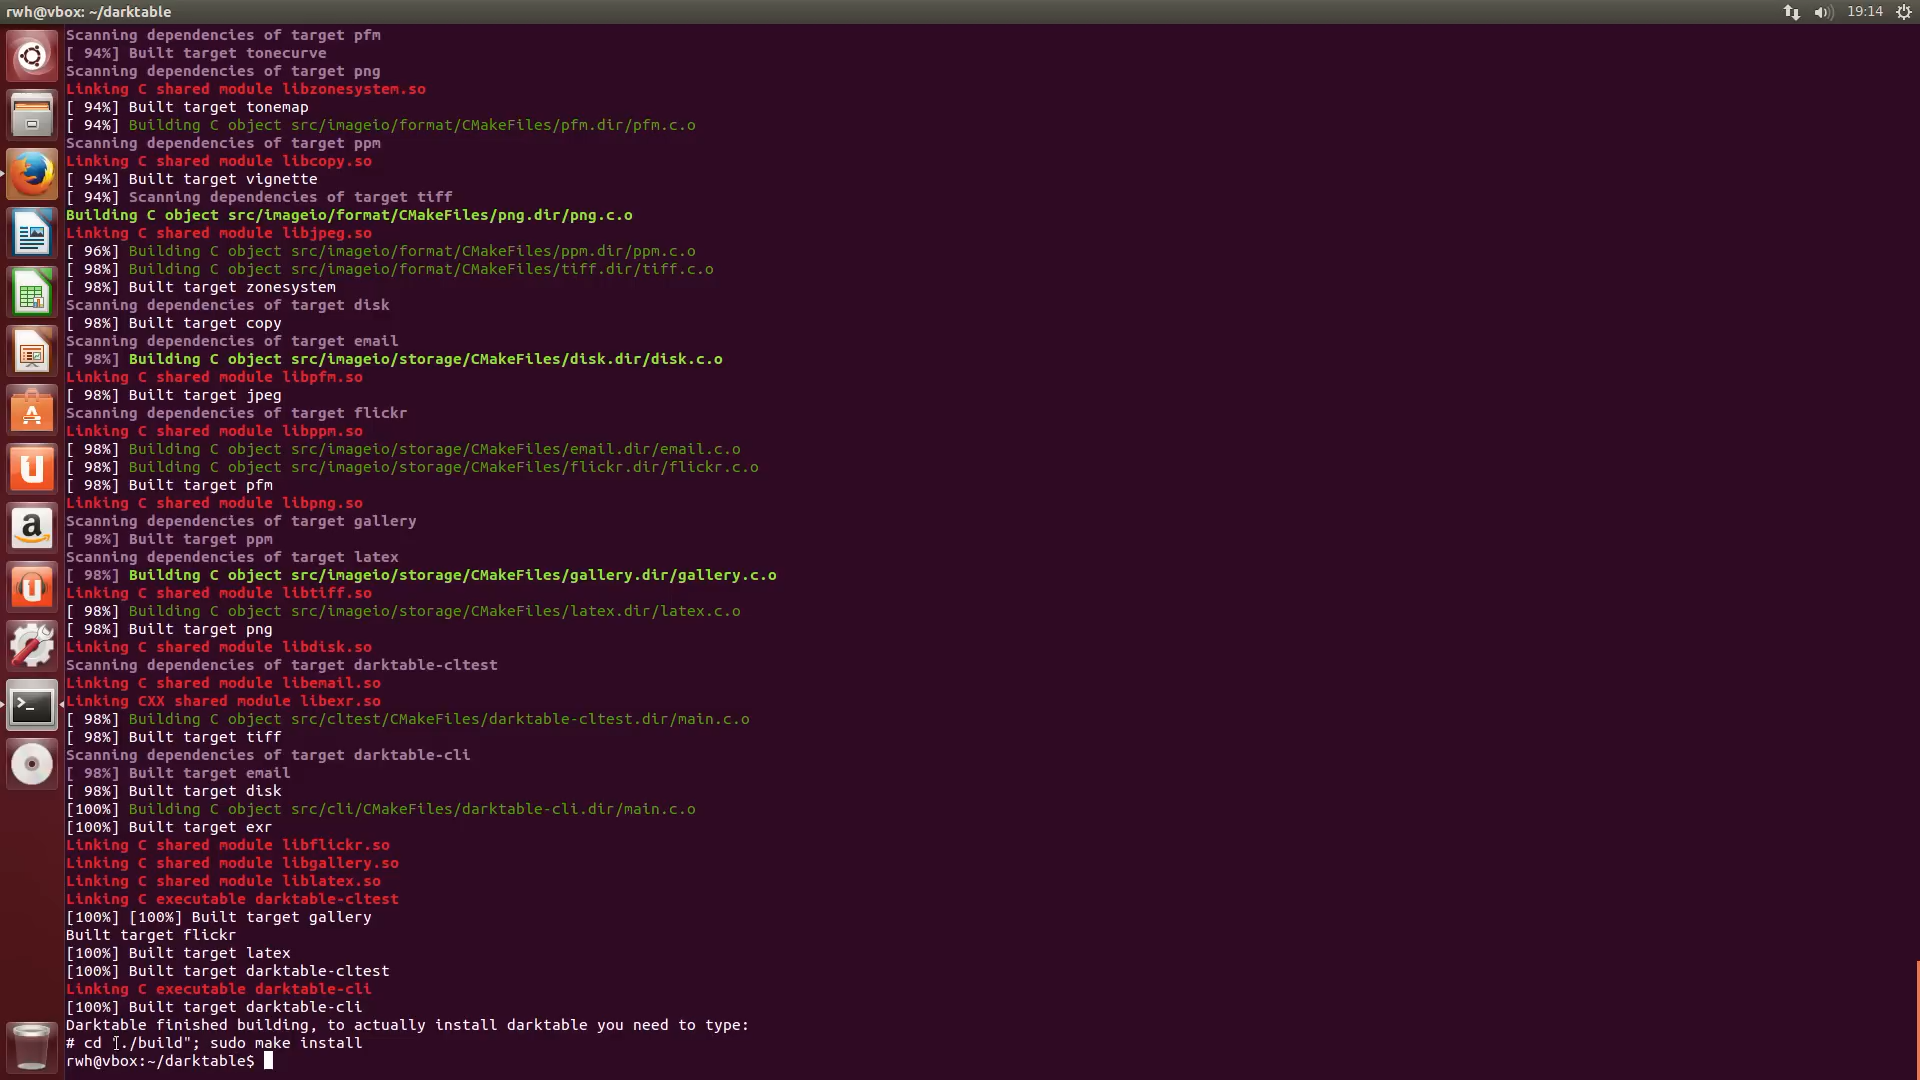 rwh@vbox: ~/darktable
19:14
Scanning dependencies of target pfm
[ 94%] Built target tonecurve
Scanning dependencies of target png
Linking C shared module libzonesystem.so
[ 94%] Built target tonemap
[ 94%] Building C object src/imageio/format/CMakeFiles/pfm.dir/pfm.c.o
Scanning dependencies of target ppm
Linking C shared module libcopy.so
[ 94%] Built target vignette
[ 94%] Scanning dependencies of target tiff
Building C object src/imageio/format/CMakeFiles/png.dir/png.c.o
Linking C shared module libjpeg.so
[ 96%] Building C object src/imageio/format/CMakeFiles/ppm.dir/ppm.c.o
[ 98%] Building C object src/imageio/format/CMakeFiles/tiff.dir/tiff.c.o
[ 98%] Built target zonesystem
Scanning dependencies of target disk
[ 98%] Built target copy
Scanning dependencies of target email
[ 98%] Building C object src/imageio/storage/CMakeFiles/disk.dir/disk.c.o
Linking C shared module libpfm.so
[ 98%] Built target jpeg
Scanning dependencies of target flickr
Linking C shared module libppm.so
[ 98%] Building C object src/imageio/storage/CMakeFiles/email.dir/email.c.o
[ 98%] Building C object src/imageio/storage/CMakeFiles/flickr.dir/flickr.c.o
[ 98%] Built target pfm
Linking C shared module libpng.so
Scanning dependencies of target gallery
[ 98%] Built target ppm
Scanning dependencies of target latex
[ 98%] Building C object src/imageio/storage/CMakeFiles/gallery.dir/gallery.c.o
Linking C shared module libtiff.so
[ 98%] Building C object src/imageio/storage/CMakeFiles/latex.dir/latex.c.o
[ 98%] Built target png
Linking C shared module libdisk.so
Scanning dependencies of target darktable-cltest
Linking C shared module libemail.so
Linking CXX shared module libexr.so
[ 98%] Building C object src/cltest/CMakeFiles/darktable-cltest.dir/main.c.o
[ 98%] Built target tiff
Scanning dependencies of target darktable-cli
[ 98%] Built target email
[ 98%] Built target disk
[100%] Building C object src/cli/CMakeFiles/darktable-cli.dir/main.c.o
[100%] Built target exr
Linking C shared module libflickr.so
Linking C shared module libgallery.so
Linking C shared module liblatex.so
Linking C executable darktable-cltest
[100%] [100%] Built target gallery
Built target flickr
[100%] Built target latex
[100%] Built target darktable-cltest
Linking C executable darktable-cli
[100%] Built target darktable-cli
Darktable finished building, to actually install darktable you need to type:
# cd "./build"; sudo make install
rwh@vbox:~/darktable$